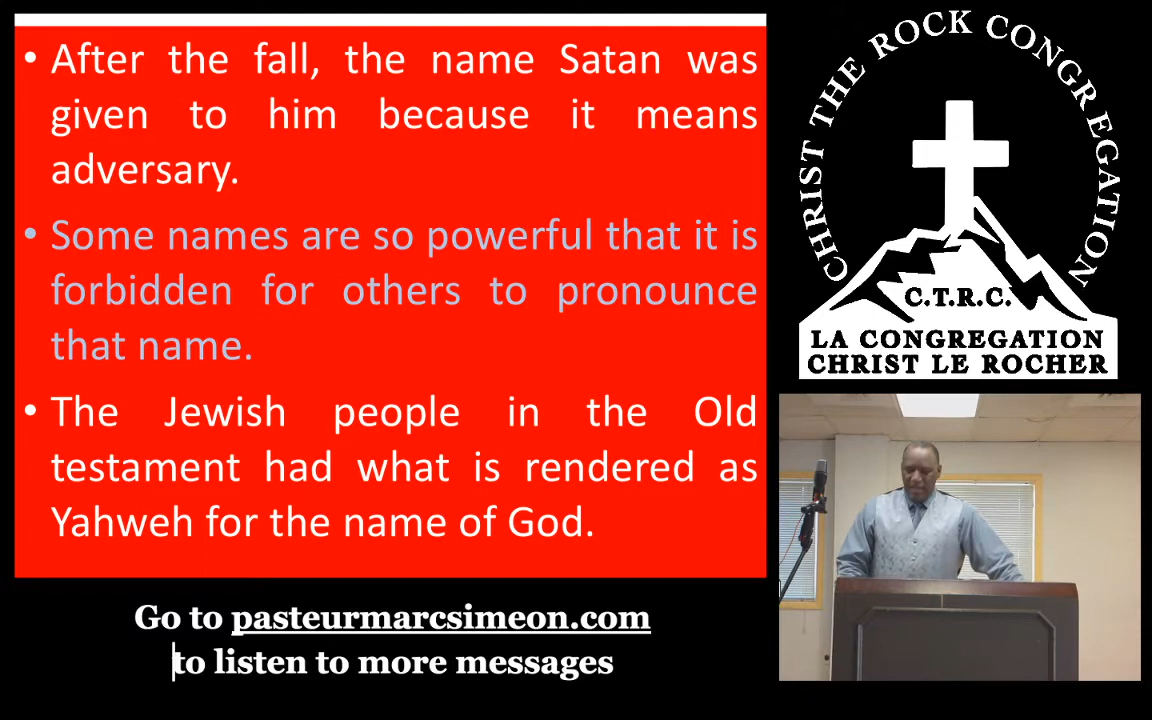 • After the fall, the name Satan was
given to him because it means
adversary.
• Some names are so powerful that it is
forbidden for others to pronounce
that name.
• The Jewish people in the Old
testament had what is rendered as
Yahweh for the name of God.
CHRIST THE ROCK CONGREGATION
C.T.R.C.
LA CONGREGATION
CHRIST LE ROCHER
Go to pasteurmarcsimeon.com
to listen to more messages